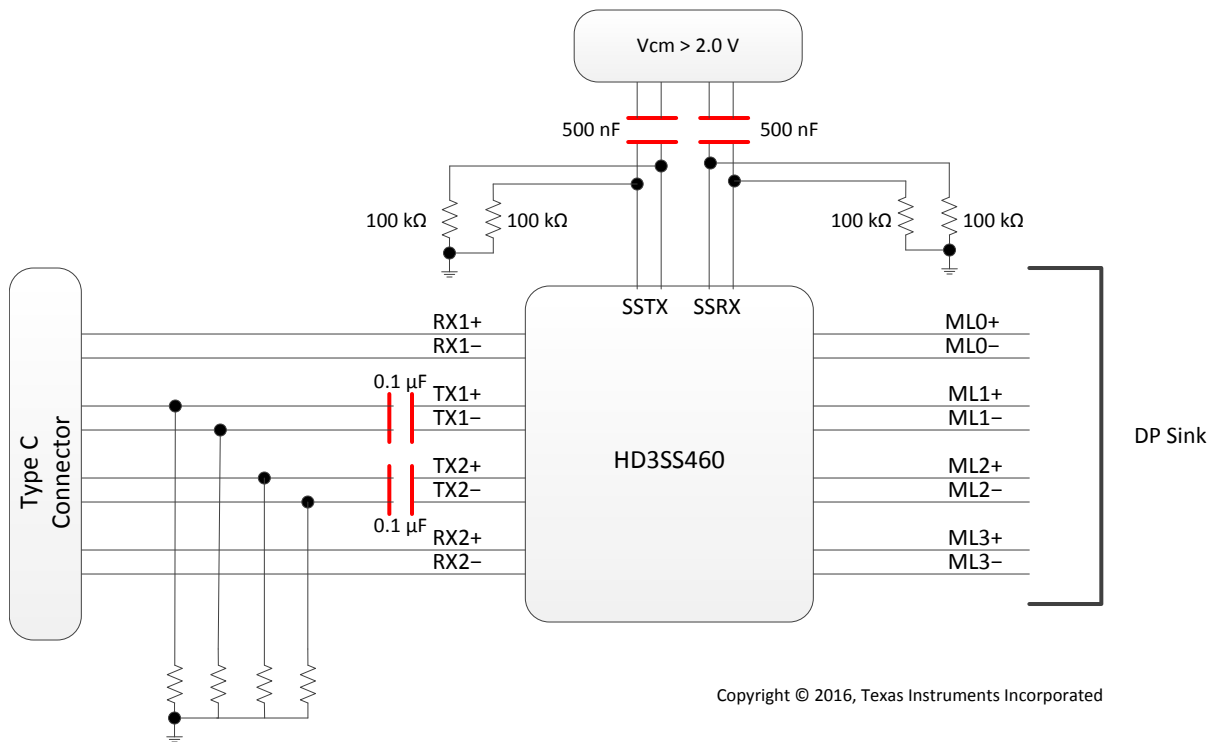 Vcm > 2.0 V
500 nF
500 nF
100 kΩ
100 kΩ
100 kΩ
100 kΩ
SSTX
SSRX
Type C
Connector
RX1+
RX1−
0.1 µF
TX1+
TX1−
TX2+
TX2−
0.1 µF
RX2+
RX2−
HD3SS460
ML0+
ML0−
ML1+
ML1−
ML2+
ML2−
ML3+
ML3−
DP Sink
Copyright © 2016, Texas Instruments Incorporated